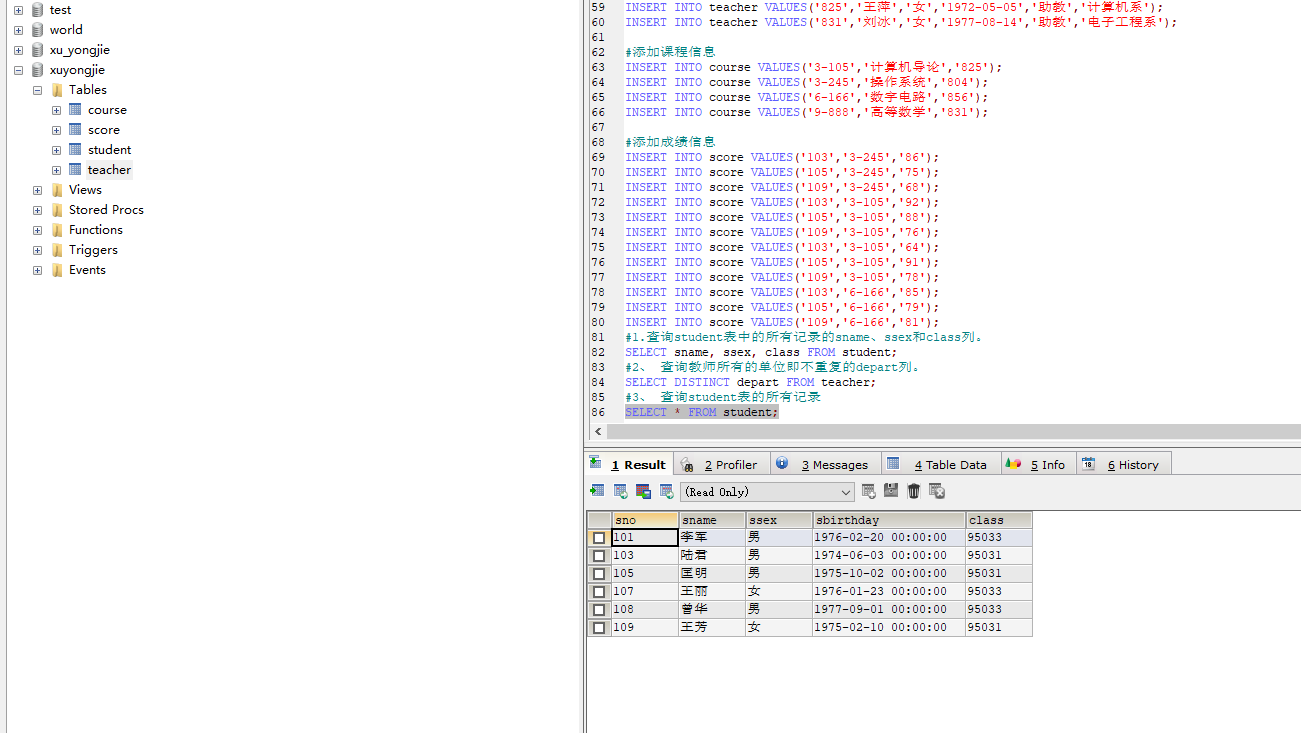 test
world
xu_yongjie
xuyongjie
Tables
course
score
student
teacher
Views
Stored Procs
Functions
Triggers
Events
59 INSERT INTO teacher VALUES('825','王萍','女','1972-05-05','助教','计算机系');
60 INSERT INTO teacher VALUES('831','刘冰','女','1977-08-14','助教','电子工程系');
61
62 #添加课程信息
63 INSERT INTO course VALUES('3-105','计算机导论','825');
64 INSERT INTO course VALUES('3-245','操作系统','804');
65 INSERT INTO course VALUES('6-166','数字电路','856');
66 INSERT INTO course VALUES('9-888','高等数学','831');
67
68 #添加成绩信息
69 INSERT INTO score VALUES('103','3-245','86');
70 INSERT INTO score VALUES('105','3-245','75');
71 INSERT INTO score VALUES('109','3-245','68');
72 INSERT INTO score VALUES('103','3-105','92');
73 INSERT INTO score VALUES('105','3-105','88');
74 INSERT INTO score VALUES('109','3-105','76');
75 INSERT INTO score VALUES('103','3-105','64');
76 INSERT INTO score VALUES('105','3-105','91');
77 INSERT INTO score VALUES('109','3-105','78');
78 INSERT INTO score VALUES('103','6-166','85');
79 INSERT INTO score VALUES('105','6-166','79');
80 INSERT INTO score VALUES('109','6-166','81');
81 #1.查询student表中的所有记录的sname、ssex和class列。
82 SELECT sname, ssex, class FROM student;
83 #2、 查询教师所有的单位即不重复的depart列。
84 SELECT DISTINCT depart FROM teacher;
85 #3、 查询student表的所有记录
86 SELECT * FROM student;
1 Result 2 Profiler 3 Messages 4 Table Data 5 Info 18 6 History
(Read Only)
sno sname ssex sbirthday class
101 李军 男 1976-02-20 00:00:00 95033
103 陆君 男 1974-06-03 00:00:00 95031
105 匡明 男 1975-10-02 00:00:00 95031
107 王丽 女 1976-01-23 00:00:00 95033
108 曾华 男 1977-09-01 00:00:00 95033
109 王芳 女 1975-02-10 00:00:00 95031